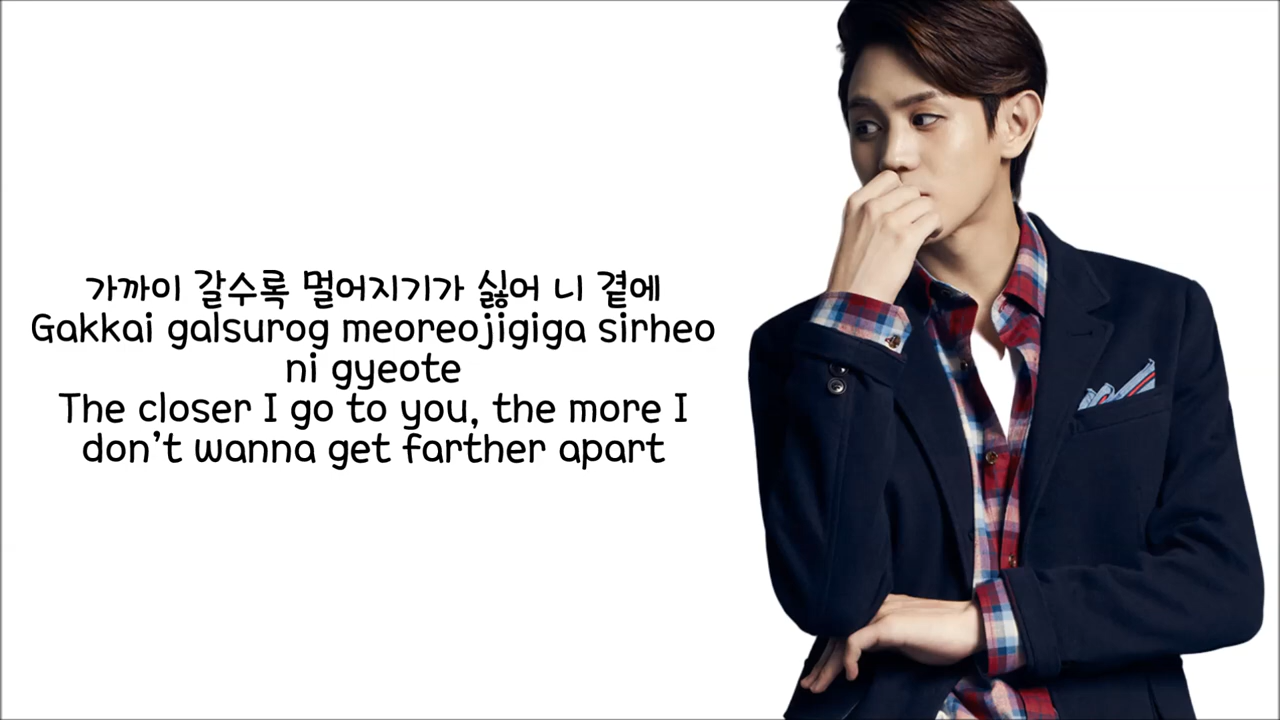 가까이 갈수록 멀어지기가 싫어 니 곁에
Gakkai galsurog meoreojigiga sirheo
ni gyeote
The closer I go to you, the more I
don't wanna get farther apart